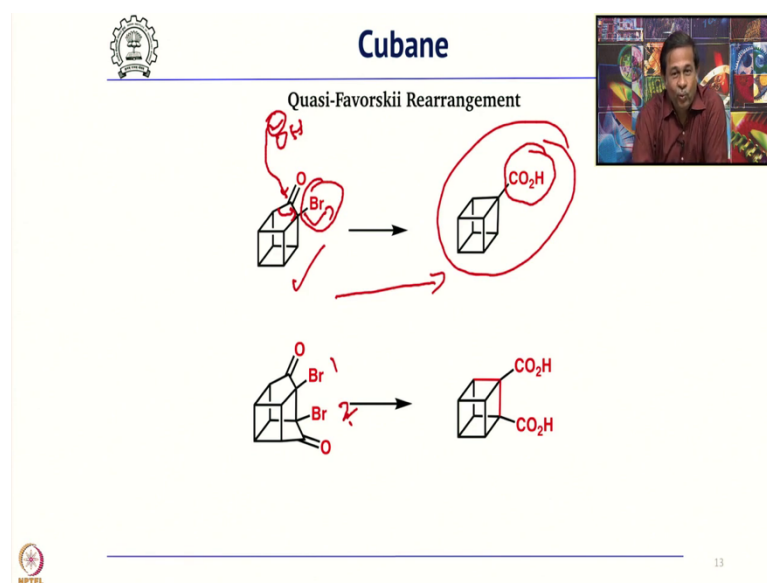 Cubane
Quasi-Favorskii Rearrangement
OH
O
Br
CO₂H
O
Br 1
Br 2
O
CO₂H
CO₂H
13
NPTEL